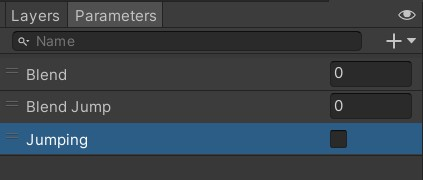 Layers Parameters
Name
Blend 0
Blend Jump 0
Jumping